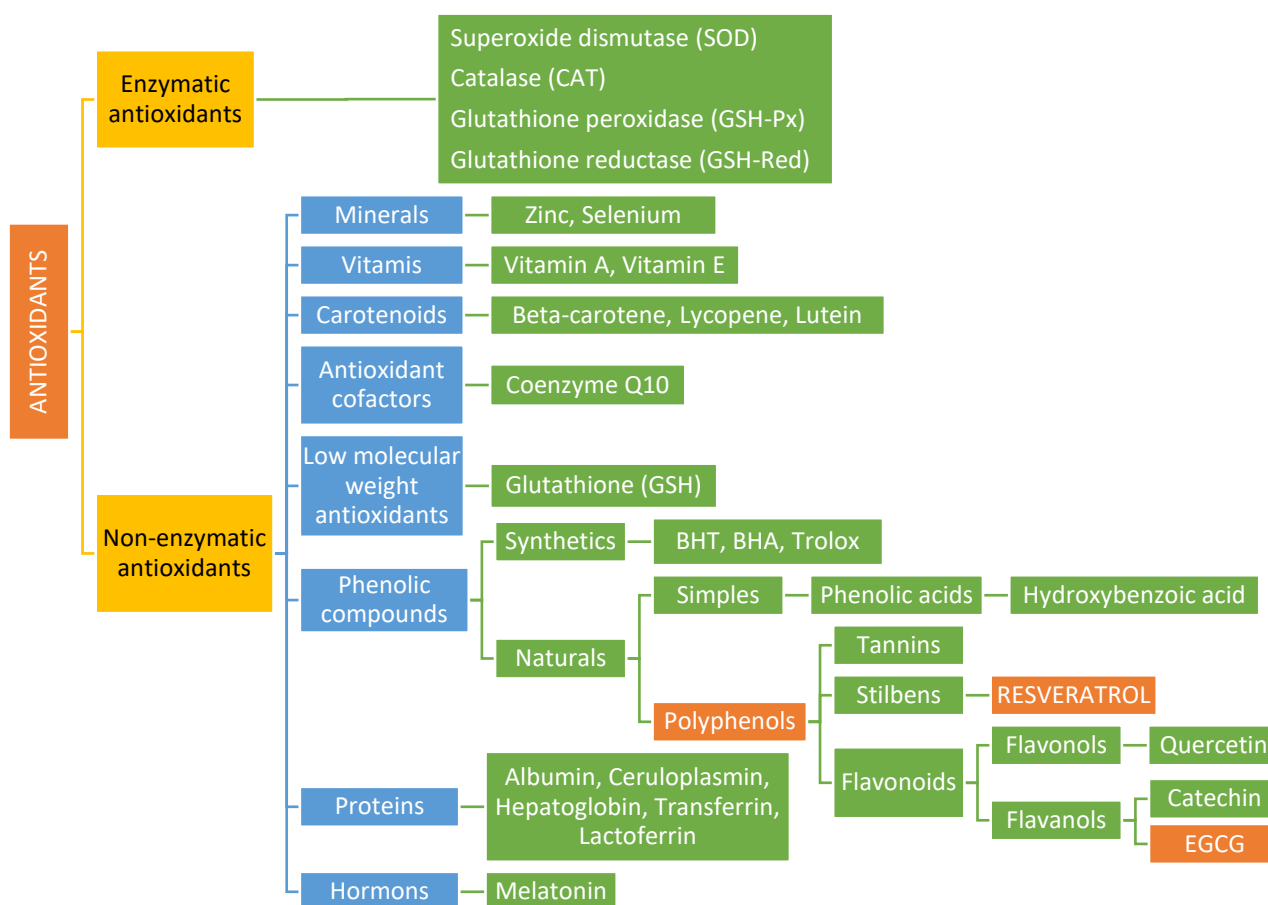 ANTIOXIDANTS
Enzymatic
antioxidants
Superoxide dismutase (SOD)
Catalase (CAT)
Glutathione peroxidase (GSH-Px)
Glutathione reductase (GSH-Red)
Non-enzymatic
antioxidants
Minerals
Zinc, Selenium
Vitamis
Vitamin A, Vitamin E
Carotenoids
Beta-carotene, Lycopene, Lutein
Antioxidant
cofactors
Coenzyme Q10
Low molecular
weight
antioxidants
Glutathione (GSH)
Phenolic
compounds
Synthetics
BHT, BHA, Trolox
Naturals
Simples
Phenolic acids
Hydroxybenzoic acid
Polyphenols
Tannins
Stilbens
RESVERATROL
Flavonoids
Flavonols
Quercetin
Flavanols
Catechin
EGCG
Proteins
Albumin, Ceruloplasmin,
Hepatoglobin, Transferrin,
Lactoferrin
Hormons
Melatonin